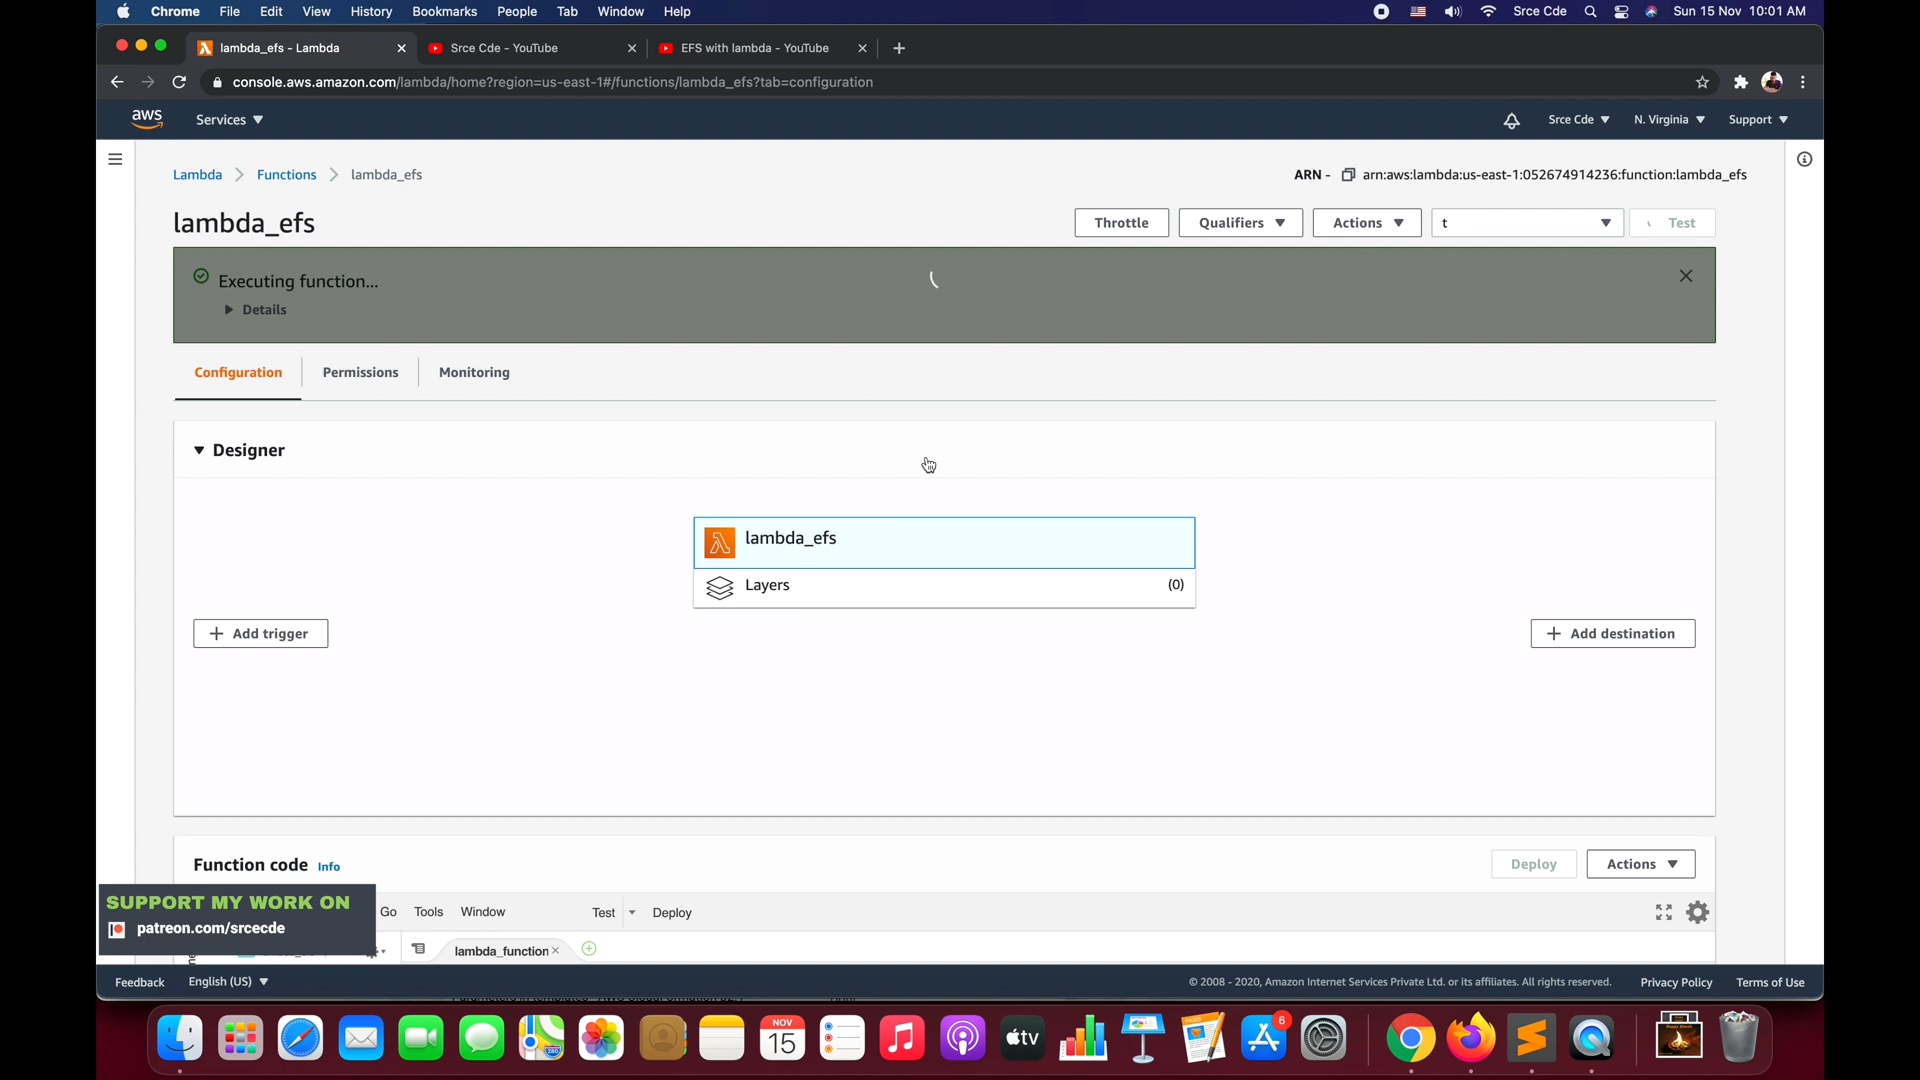 Chrome File Edit View History Bookmarks People Tab Window Help Srce Cde Sun 15 Nov 10:01 AM
lambda_efs - Lambda Srce Cde - YouTube EFS with lambda - YouTube
console.aws.amazon.com/lambda/home?region=us-east-1#/functions/lambda_efs?tab=configuration
aws Services Srce Cde N. Virginia Support
Lambda Functions lambda_efs ARN - arn:aws:lambda:us-east-1:052674914236:function:lambda_efs
lambda_efs Throttle Qualifiers Actions t Test
Executing function...
Details
Configuration Permissions Monitoring
Designer
lambda_efs
Layers (0)
+ Add trigger + Add destination
Function code Info Deploy Actions
SUPPORT MY WORK ON
patreon.com/srcecde
Go Tools Window Test Deploy
lambda_function
Feedback English (US) © 2008 - 2020, Amazon Internet Services Private Ltd. or its affiliates. All rights reserved. Privacy Policy Terms of Use
NOV
15
tv
6